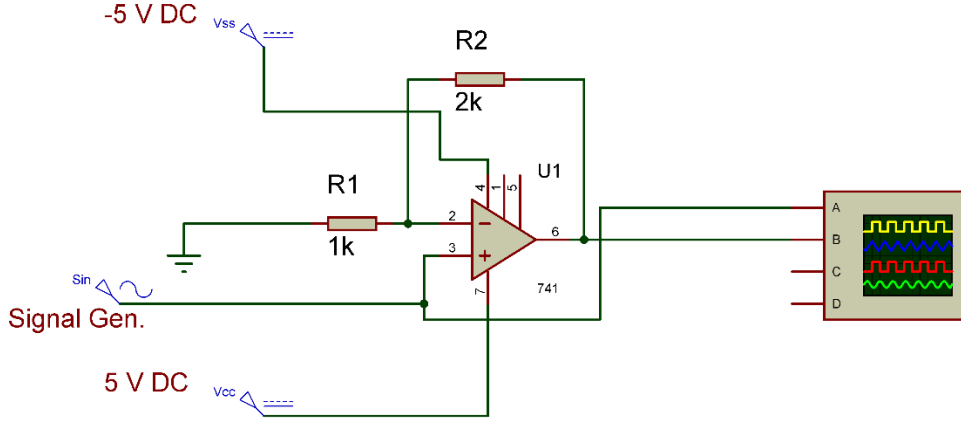 -5 V DC
Vss
R2
2k
U1
4
1
5
R1
1k
2
3
6
7
741
A
B
C
D
Sin
Signal Gen.
5 V DC
Vcc